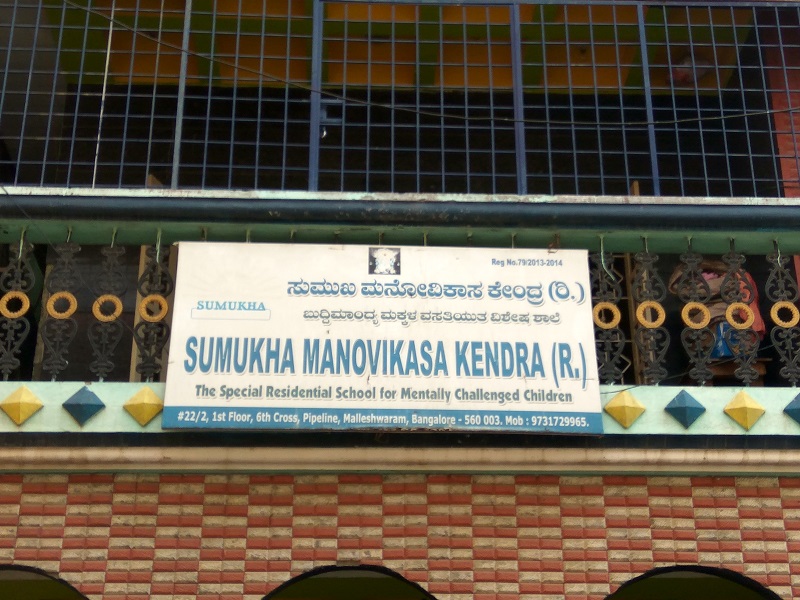 Reg No.79/2013-2014
ಸುಮುಖ ಮನೋವಿಕಾಸ ಕೇಂದ್ರ (ರಿ.)
SUMUKHA
ಬುದ್ಧಿಮಾಂದ್ಯ ಮಕ್ಕಳ ವಸತಿಯುತ ವಿಶೇಷ ಶಾಲೆ
SUMUKHA MANOVIKASA KENDRA (R.)
The Special Residential School for Mentally Challenged Children
#22/2, 1st Floor, 6th Cross, Pipeline, Malleshwaram, Bangalore - 560 003. Mob : 9731729965.